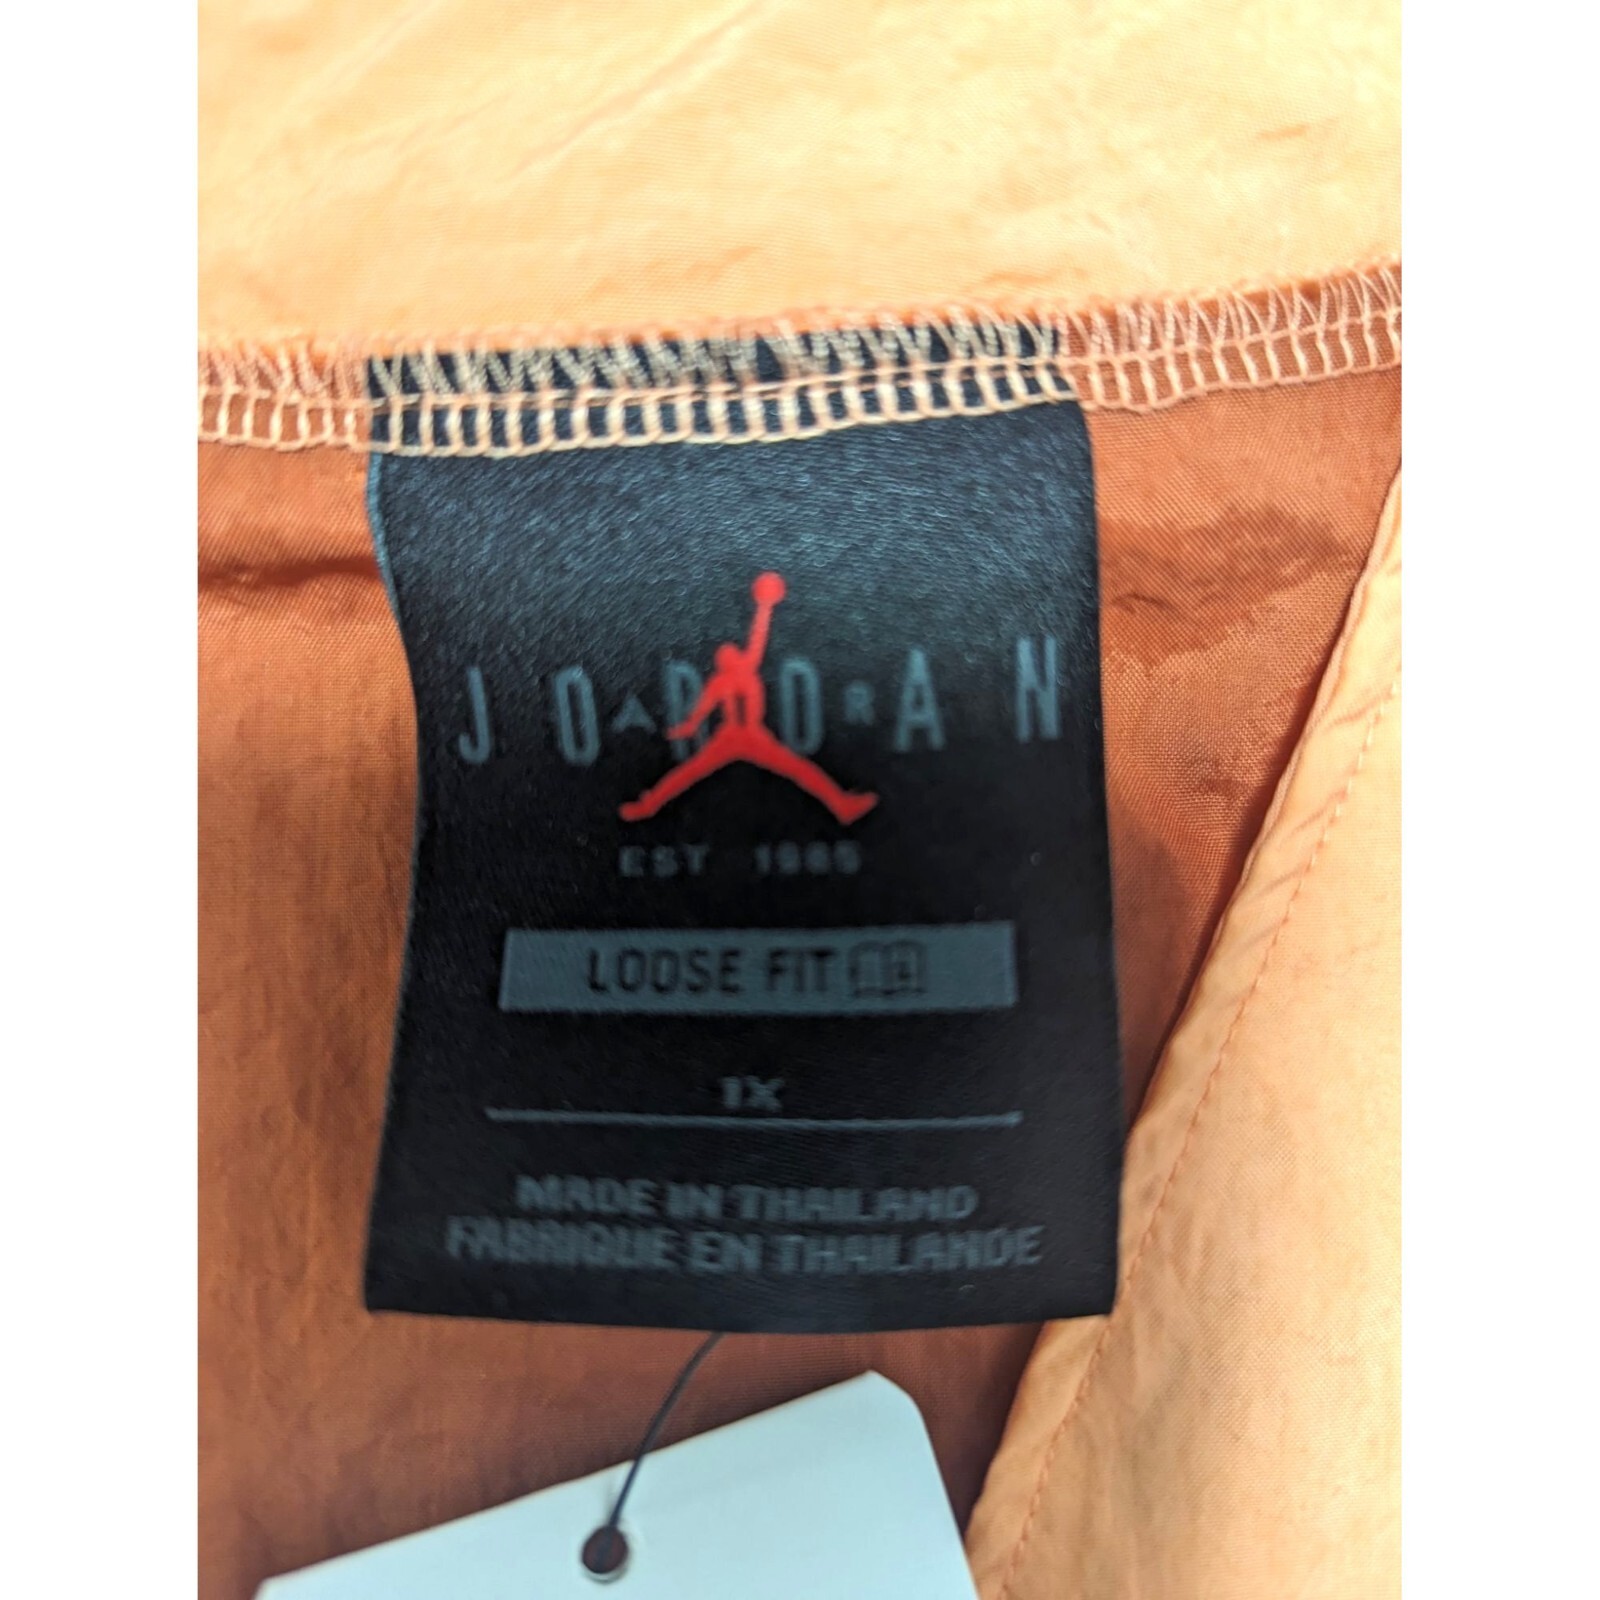 JORDAN
AIR
EST 1985
LOOSE FIT
1X
MADE IN THAILAND
FABRIQUE EN THAILANDE